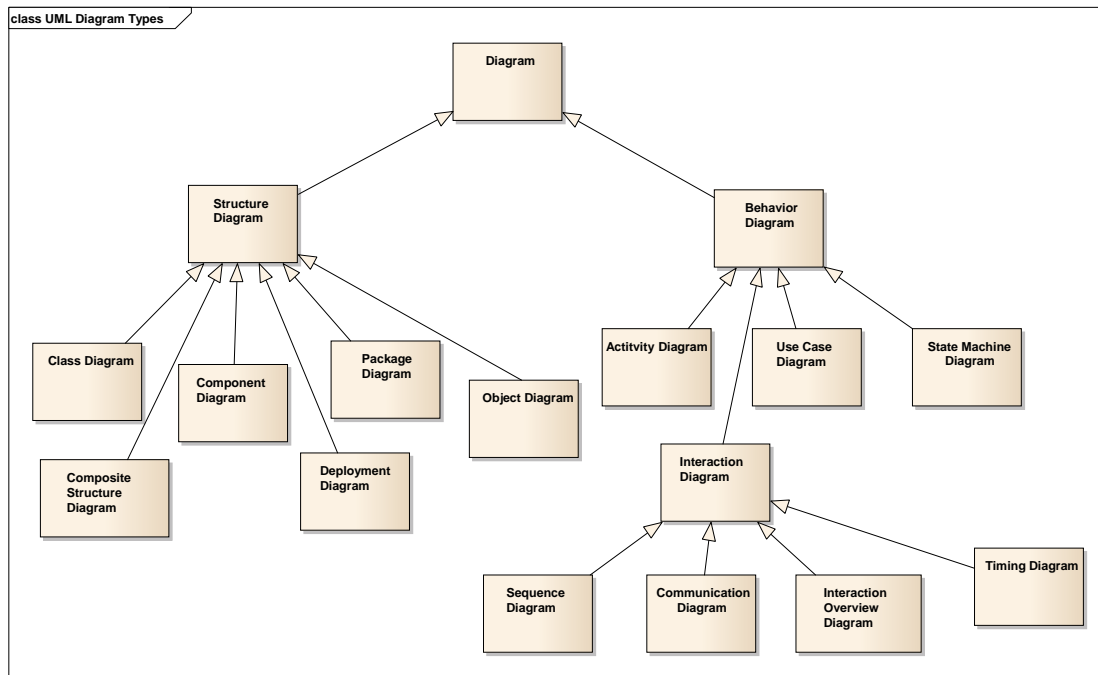 class UML Diagram Types
Diagram
Structure
Diagram
Behavior
Diagram
Class Diagram
Component
Diagram
Package
Diagram
Object Diagram
Composite
Structure
Diagram
Deployment
Diagram
Actitvity Diagram
Use Case
Diagram
State Machine
Diagram
Interaction
Diagram
Sequence
Diagram
Communication
Diagram
Interaction
Overview
Diagram
Timing Diagram